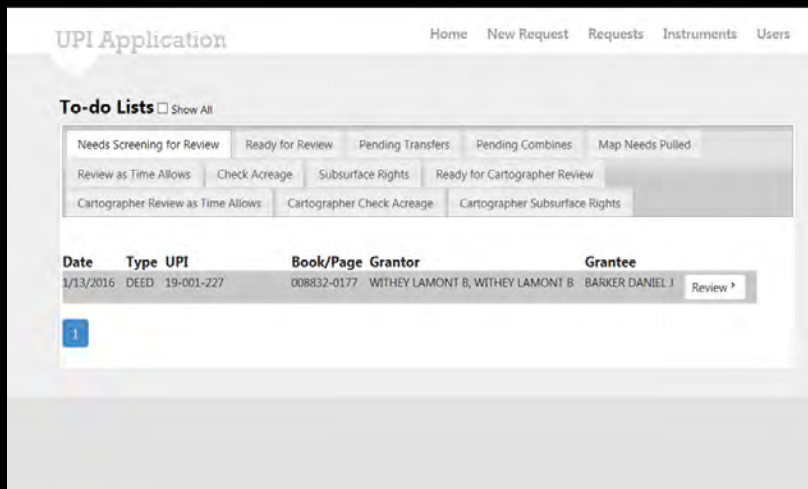 UPI Application
Home New Request Requests Instruments Users
To-do Lists Show All
Needs Screening for Review Ready for Review Pending Transfers Pending Combines Map Needs Pulled
Review as Time Allows Check Acreage Subsurface Rights Ready for Cartographer Review
Cartographer Review as Time Allows Cartographer Check Acreage Cartographer Subsurface Rights
Date Type UPI Book/Page Grantor Grantee
1/13/2016 DEED 19-001-227 008832-0177 WITHEY LAMONT B, WITHEY LAMONT B BARKER DANIEL J Review
1